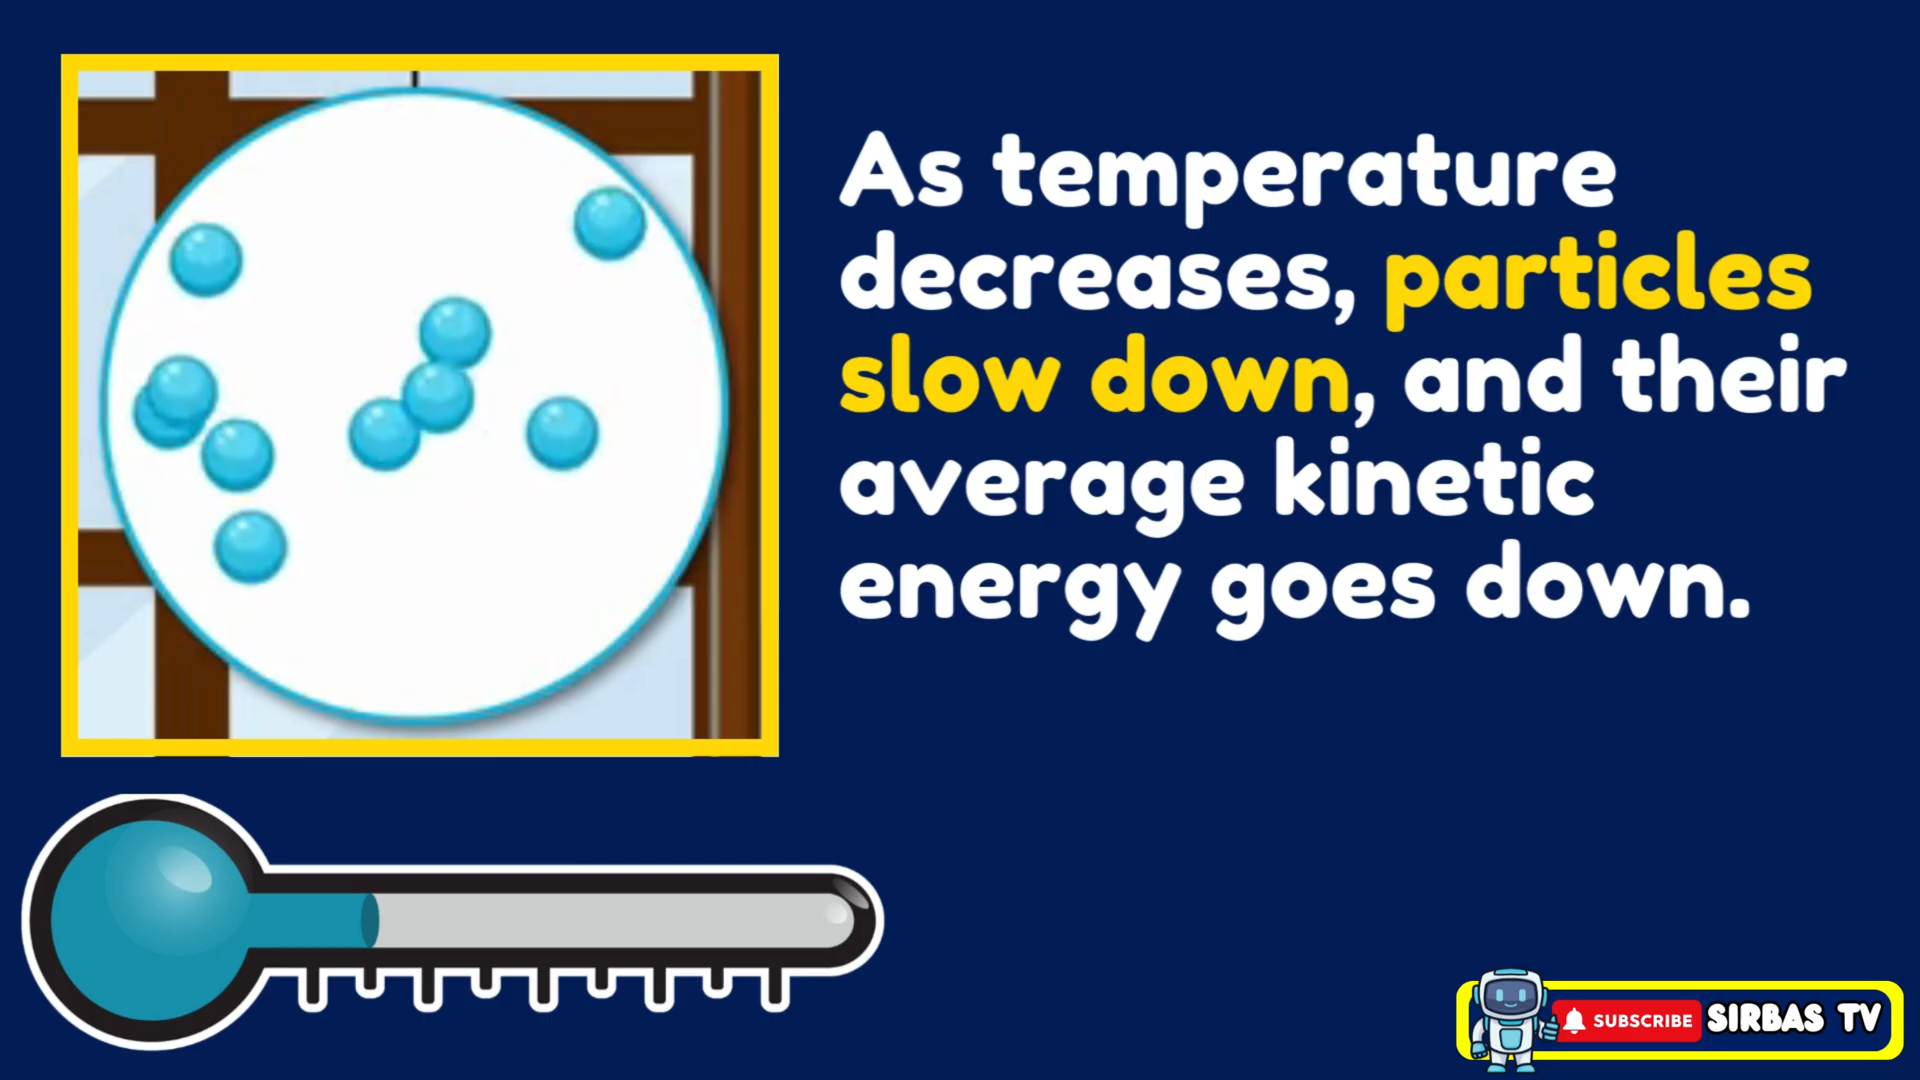 As temperature
decreases, particles
slow down, and their
average kinetic
energy goes down.
SUBSCRIBE SIRBAS TV